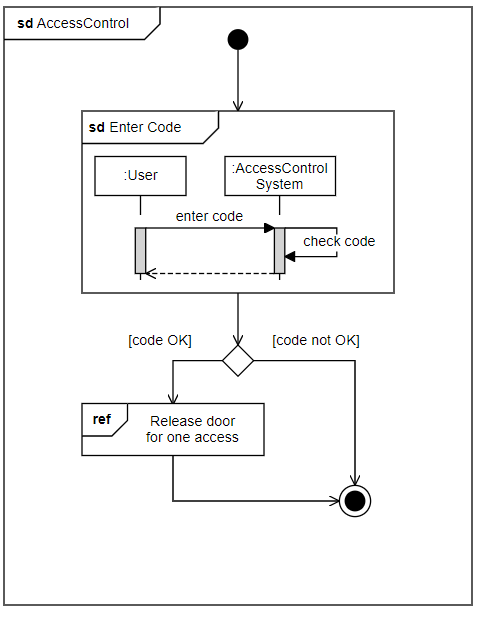 sd AccessControl
sd Enter Code
:User
:AccessControl
System
enter code
check code
[code OK]
[code not OK]
ref
Release door
for one access